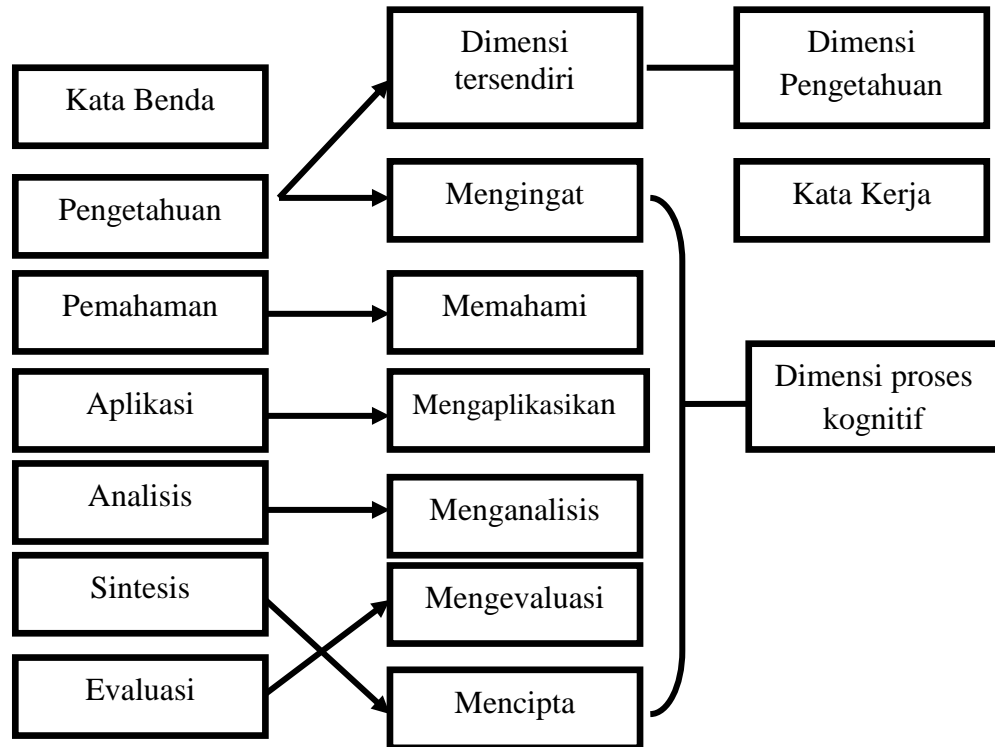 Kata Benda
Pengetahuan
Pemahaman
Aplikasi
Analisis
Sintesis
Evaluasi
Dimensi
tersendiri
Mengingat
Memahami
Mengaplikasikan
Menganalisis
Mengevaluasi
Mencipta
Dimensi
Pengetahuan
Kata Kerja
Dimensi proses
kognitif